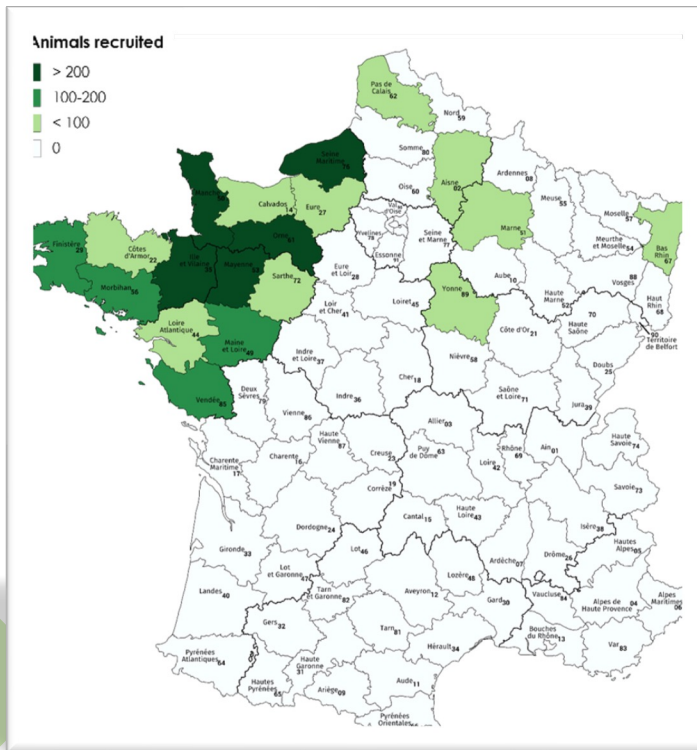 Animals recruited
> 200
100-200
< 100
0
Pas de
Calais 62
Nord 59
Somme 80
Seine
Maritime 76
Oise 60
Aisne 02
Ardennes 08
Manche 50
Calvados 14
Eure 27
Val
d'Oise
Yvelines 78
Essonne 91
Seine
et Marne 77
Marne 51
Meuse 55
Moselle 57
Meurthe
et Moselle 54
Bas
Rhin 67
Finistère 29
Côtes
d'Armor 22
Morbihan 56
Ille
et Vilaine 35
Mayenne 53
Orne 61
Sarthe 72
Eure
et Loir 28
Loiret 45
Yonne 89
Aube 10
Haute
Marne 52
Vosges 88
Haut
Rhin 68
Loire
Atlantique 44
Maine
et Loire 49
Indre
et Loire 37
Loir
et Cher 41
Cher 18
Nièvre 58
Côte d'Or 21
Haute
Saône 70
90
Territoire
de Belfort
Doubs 25
Jura 39
Vendée 85
Deux
Sèvres 79
Vienne 86
Indre 36
Allier 03
Saône
et Loire 71
Charente
Maritime 17
Charente 16
Haute
Vienne 87
Creuse 23
Puy
de Dôme 63
Loire 42
Rhône 69
Ain 01
Haute
Savoie 74
Savoie 73
Corrèze 19
Cantal 15
Haute
Loire 43
Isère 38
Hautes
Alpes 05
Gironde 33
Dordogne 24
Lot 46
Lozère 48
Ardèche 07
Drôme 26
Landes 40
Lot
et Garonne 47
Tarn
et Garonne 82
Aveyron 12
Gard 30
Vaucluse 84
Alpes de
Haute Provence 04
Alpes
Maritimes 06
Gers 32
Tarn 81
Hérault 34
Bouches
du Rhône 13
Var 83
Pyrénées
Atlantiques 64
Hautes
Pyrénées 65
Haute
Garonne 31
Ariège 09
Aude 11
Pyrénées
Orientales